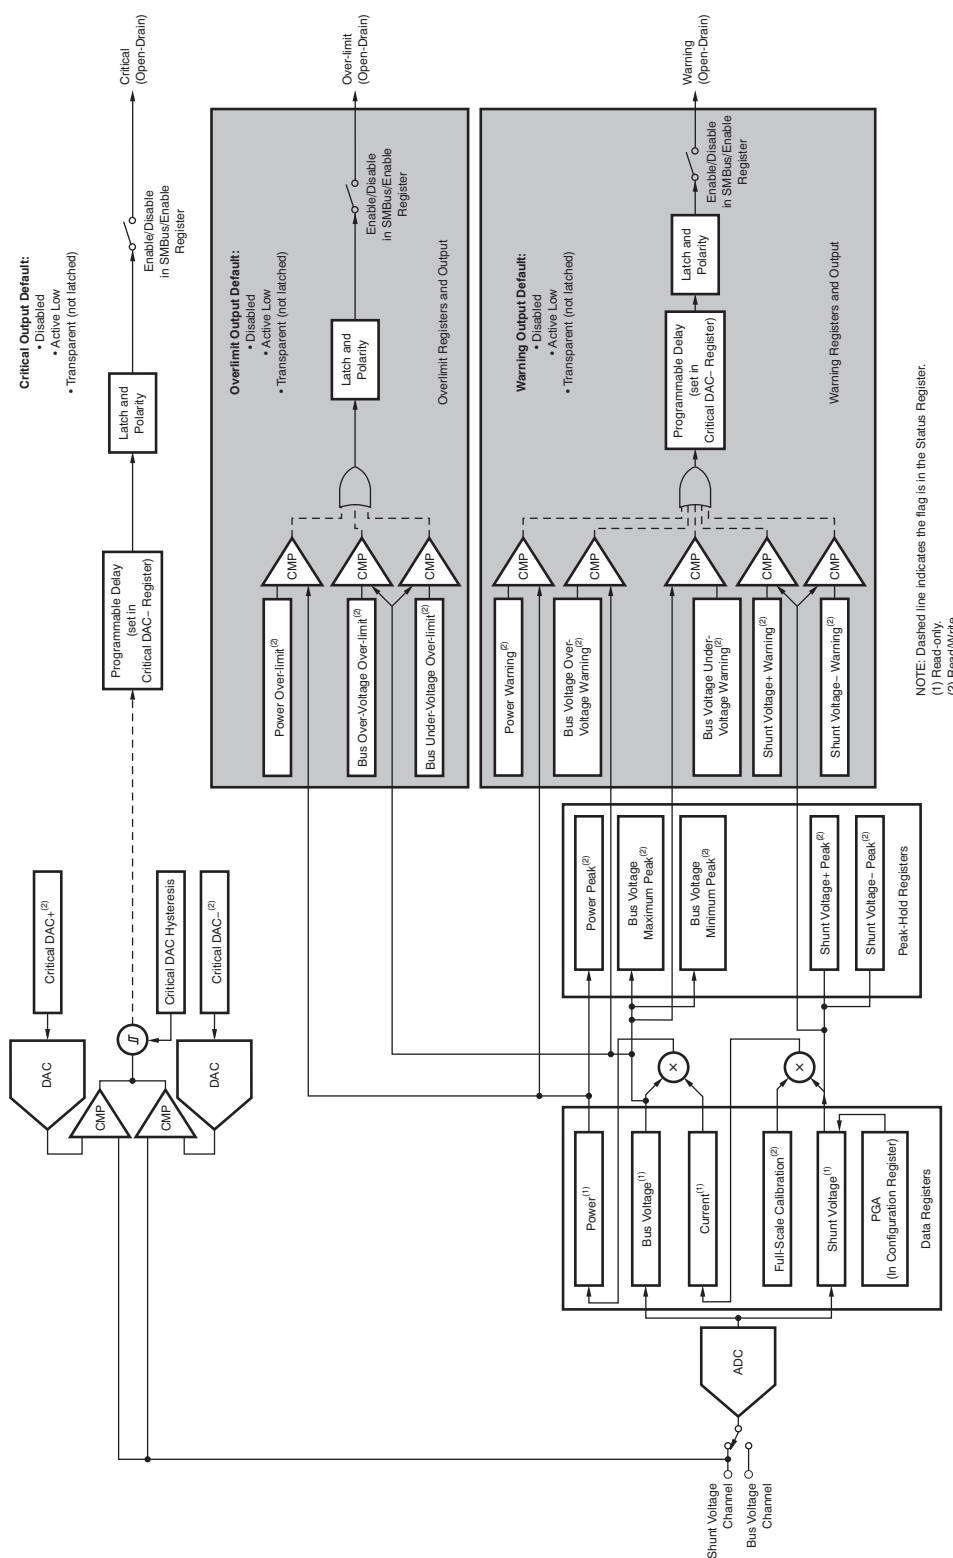 Critical Output Default:
• Disabled
• Active Low
• Transparent (not latched)
Critical DAC+(2)
DAC
CMP
Critical DAC Hysteresis
CMP
DAC
Critical DAC−(2)
Programmable Delay
(set in
Critical DAC− Register)
Latch and
Polarity
Enable/Disable
in SMBus/Enable
Register
Critical
(Open-Drain)
Overlimit Output Default:
• Disabled
• Active Low
• Transparent (not latched)
Power Over-limit(2)
CMP
Bus Over-Voltage Over-limit(2)
CMP
Bus Under-Voltage Over-limit(2)
CMP
Latch and
Polarity
Enable/Disable
in SMBus/Enable
Register
Over-limit
(Open-Drain)
Overlimit Registers and Output
Warning Output Default:
• Disabled
• Active Low
• Transparent (not latched)
Power Warning(2)
CMP
Bus Voltage Over-
Voltage Warning(2)
CMP
Bus Voltage Under-
Voltage Warning(2)
CMP
Shunt Voltage+ Warning(2)
CMP
Shunt Voltage− Warning(2)
CMP
Programmable Delay
(set in
Critical DAC− Register)
Latch and
Polarity
Enable/Disable
in SMBus/Enable
Register
Warning
(Open-Drain)
Warning Registers and Output
Shunt Voltage
Channel
Bus Voltage
Channel
ADC
Power(1)
Bus Voltage(1)
Current(1)
Full-Scale Calibration(2)
Shunt Voltage(1)
PGA
(In Configuration Register)
Data Registers
×
×
Power Peak(2)
Bus Voltage
Maximum Peak(2)
Bus Voltage
Minimum Peak(2)
Shunt Voltage+ Peak(2)
Shunt Voltage− Peak(2)
Peak-Hold Registers
NOTE: Dashed line indicates the flag is in the Status Register.
(1) Read-only.
(2) Read/Write